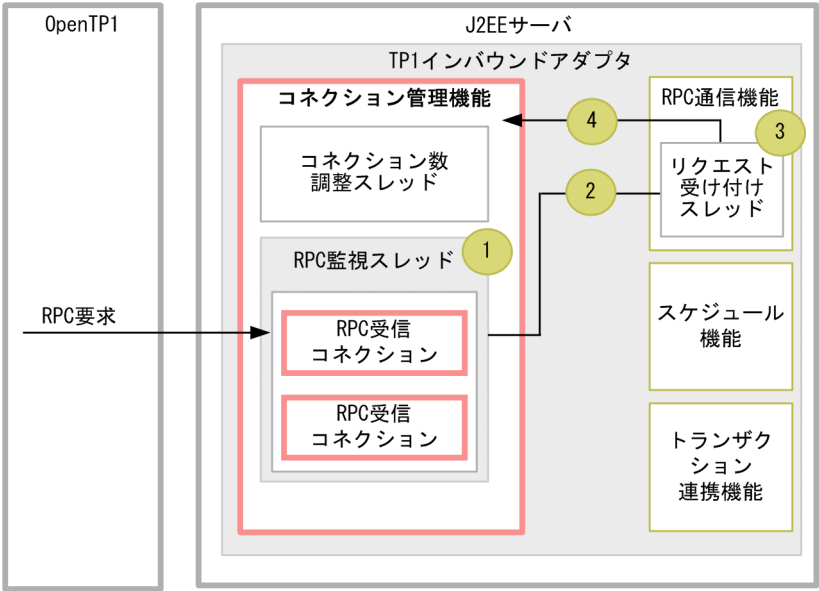 OpenTP1
J2EEサーバ
TP1インバウンドアダプタ
コネクション管理機能
RPC通信機能
4
3
コネクション数
調整スレッド
リクエスト
受け付け
スレッド
2
1
RPC監視スレッド
RPC要求
RPC受信
コネクション
RPC受信
コネクション
スケジュール
機能
トランザク
ション
連携機能